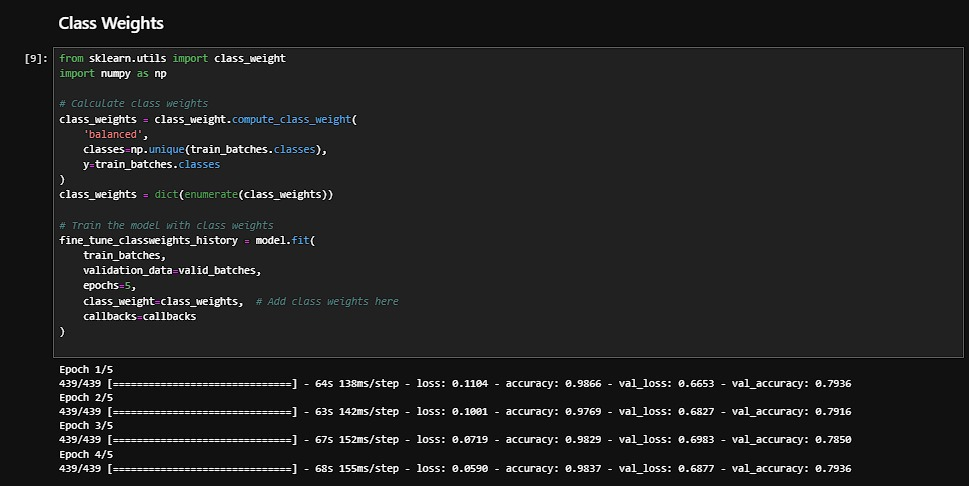 Class Weights
[9]: from sklearn.utils import class_weight
import numpy as np
# Calculate class weights
class_weights = class_weight.compute_class_weight(
'balanced',
classes=np.unique(train_batches.classes),
y=train_batches.classes
)
class_weights = dict(enumerate(class_weights))
# Train the model with class weights
fine_tune_classweights_history = model.fit(
train_batches,
validation_data=valid_batches,
epochs=5,
class_weight=class_weights,  # Add class weights here
callbacks=callbacks
)
Epoch 1/5
439/439 [==============================] - 64s 138ms/step - loss: 0.1104 - accuracy: 0.9866 - val_loss: 0.6653 - val_accuracy: 0.7936
Epoch 2/5
439/439 [==============================] - 63s 142ms/step - loss: 0.1001 - accuracy: 0.9769 - val_loss: 0.6827 - val_accuracy: 0.7916
Epoch 3/5
439/439 [==============================] - 67s 152ms/step - loss: 0.0719 - accuracy: 0.9829 - val_loss: 0.6983 - val_accuracy: 0.7850
Epoch 4/5
439/439 [==============================] - 68s 155ms/step - loss: 0.0590 - accuracy: 0.9837 - val_loss: 0.6877 - val_accuracy: 0.7936